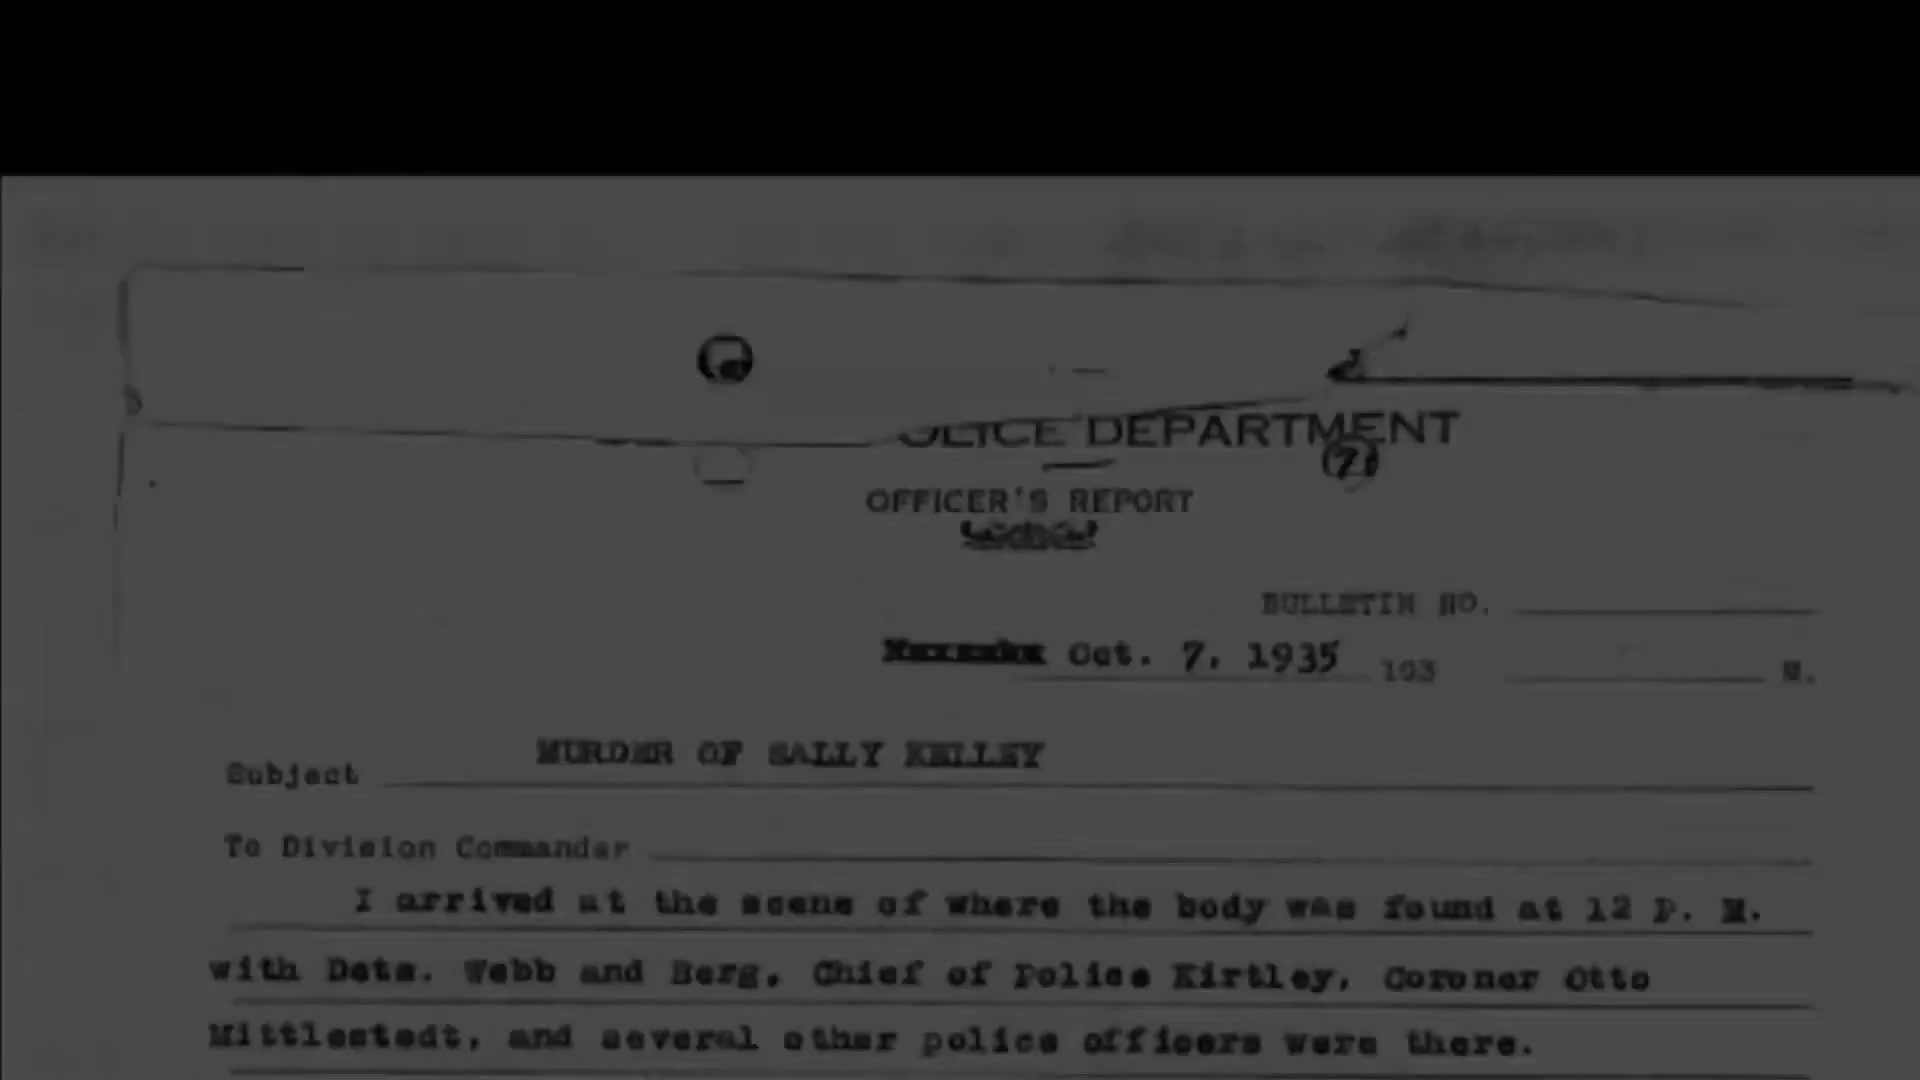 OLICE DEPARTMENT
(7)
OFFICER'S REPORT
BULLETIN NO.
Oct. 7, 1935 193 M.
MURDER OF SALLY KELLEY
Subject
To Division Commander
I arrived at the scene of where the body was found at 12 P. M.
with Dets. Webb and Berg, Chief of Police Kirtley, Coroner Otto
Mittlestedt, and several other police officers were there.